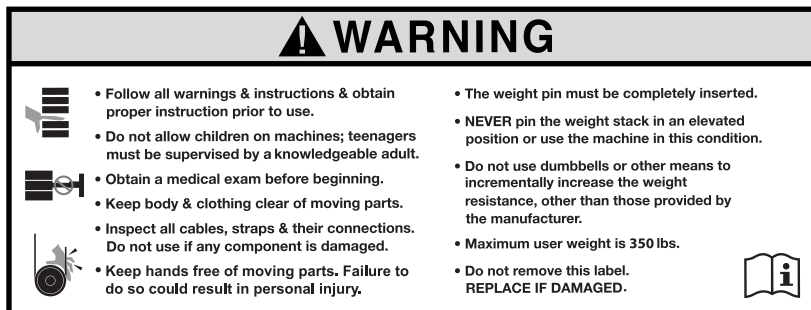 WARNING
• Follow all warnings & instructions & obtain
proper instruction prior to use.
• Do not allow children on machines; teenagers
must be supervised by a knowledgeable adult.
• Obtain a medical exam before beginning.
• Keep body & clothing clear of moving parts.
• Inspect all cables, straps & their connections.
Do not use if any component is damaged.
• Keep hands free of moving parts. Failure to
do so could result in personal injury.
• The weight pin must be completely inserted.
• NEVER pin the weight stack in an elevated
position or use the machine in this condition.
• Do not use dumbbells or other means to
incrementally increase the weight
resistance, other than those provided by
the manufacturer.
• Maximum user weight is 350 lbs.
• Do not remove this label.
REPLACE IF DAMAGED.